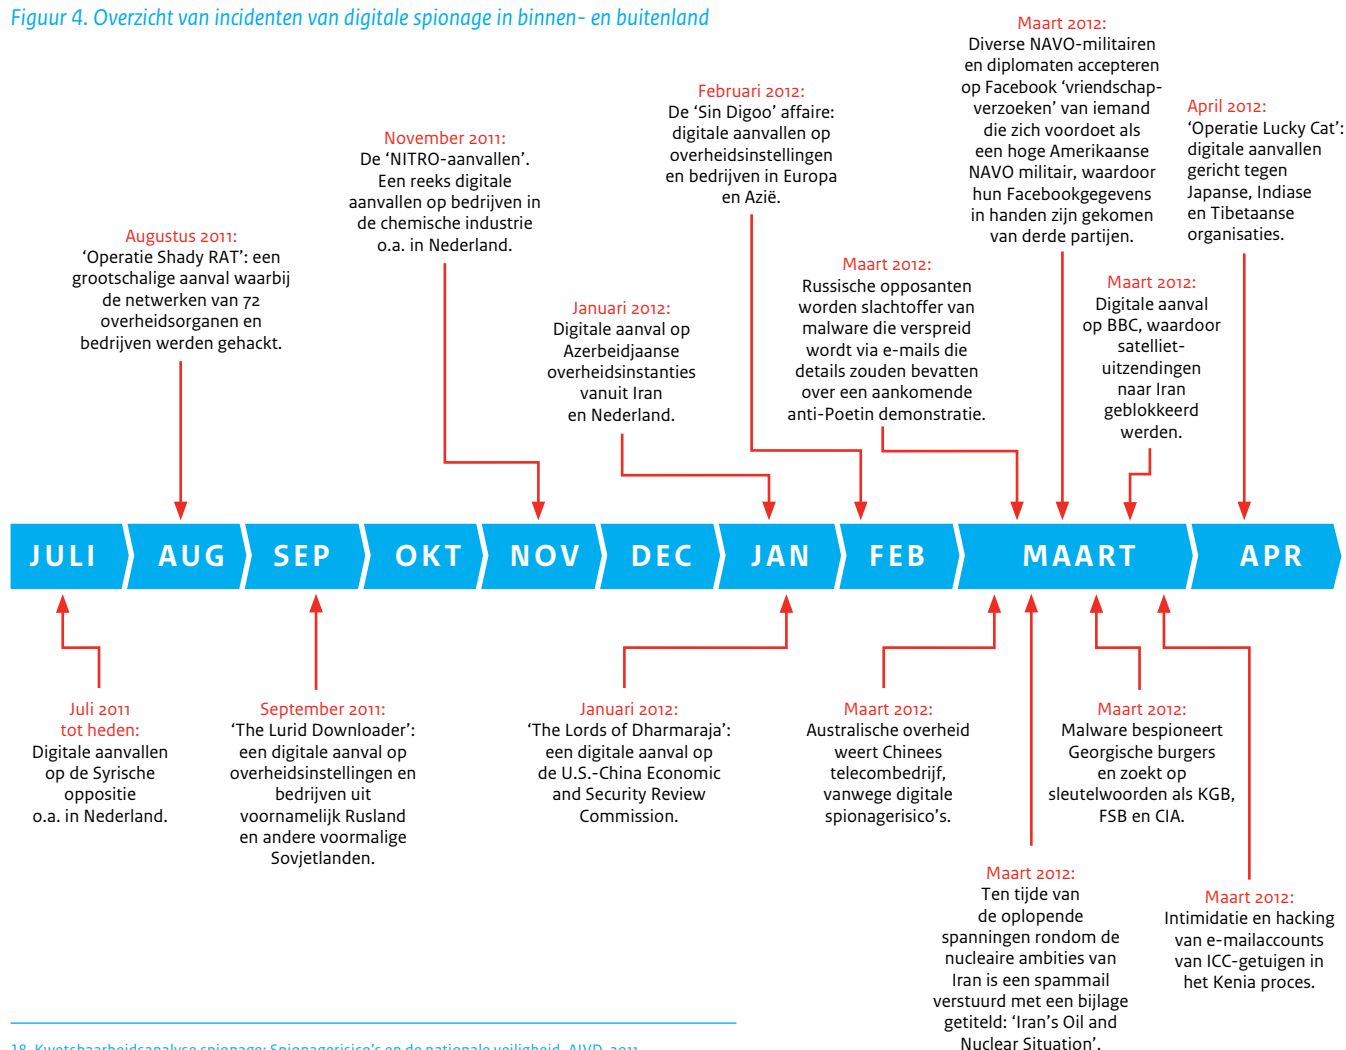 Figuur 4. Overzicht van incidenten van digitale spionage in binnen- en buitenland
Augustus 2011:
‘Operatie Shady RAT’: een
grootschalige aanval waarbij
de netwerken van 72
overheidsorganen en
bedrijven werden gehackt.
November 2011:
De ‘NITRO-aanvallen’.
Een reeks digitale
aanvallen op bedrijven in
de chemische industrie
o.a. in Nederland.
Januari 2012:
Digitale aanval op
Azerbeidjaanse
overheidsinstanties
vanuit Iran
en Nederland.
Februari 2012:
De ‘Sin Digoo’ affaire:
digitale aanvallen op
overheidsinstellingen
en bedrijven in Europa
en Azië.
Maart 2012:
Russische opposanten
worden slachtoffer van
malware die verspreid
wordt via e-mails die
details zouden bevatten
over een aankomende
anti-Poetin demonstratie.
Maart 2012:
Diverse NAVO-militairen
en diplomaten accepteren
op Facebook ‘vriendschap-
verzoeken’ van iemand
die zich voordoet als
een hoge Amerikaanse
NAVO militair, waardoor
hun Facebookgegevens
in handen zijn gekomen
van derde partijen.
Maart 2012:
Digitale aanval
op BBC, waardoor
satelliet-
uitzendingen
naar Iran
geblokkeerd
werden.
April 2012:
‘Operatie Lucky Cat’:
digitale aanvallen
gericht tegen
Japanse, Indiase
en Tibetaanse
organisaties.
JULI AUG SEP OKT NOV DEC JAN FEB MAART APR
Juli 2011
tot heden:
Digitale aanvallen
op de Syrische
oppositie
o.a. in Nederland.
September 2011:
‘The Lurid Downloader’:
een digitale aanval op
overheidsinstellingen en
bedrijven uit
voornamelijk Rusland
en andere voormalige
Sovjetlanden.
Januari 2012:
‘The Lords of Dharmaraja’:
een digitale aanval op
de U.S.-China Economic
and Security Review
Commission.
Maart 2012:
Australische overheid
weert Chinees
telecombedrijf,
vanwege digitale
spionagerisico’s.
Maart 2012:
Ten tijde van
de oplopende
spanningen rondom de
nucleaire ambities van
Iran is een spammail
verstuurd met een bijlage
getiteld: ‘Iran’s Oil and
Nuclear Situation’.
Maart 2012:
Malware bespioneert
Georgische burgers
en zoekt op
sleutelwoorden als KGB,
FSB en CIA.
Maart 2012:
Intimidatie en hacking
van e-mailaccounts
van ICC-getuigen in
het Kenia proces.
18 Kwetsbaarheidsanalyse spionage: Spionagerisico’s en de nationale veiligheid, AIVD, 2011